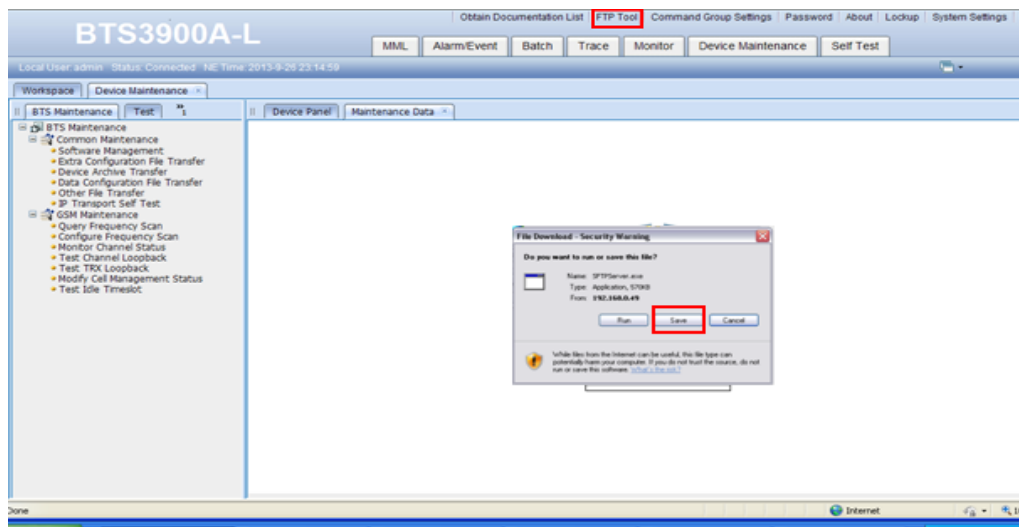 Obtain Documentation List FTP Tool Command Group Settings Password About Lockup System Settings
BTS3900A-L
MML Alarm/Event Batch Trace Monitor Device Maintenance Self Test
Local User admin Status: Connected NE Time: 2013-9-26 23:14:59
Workspace Device Maintenance
BTS Maintenance Test 1 Device Panel Maintenance Data
BTS Maintenance
Common Maintenance
Software Management
Extra Configuration File Transfer
Device Archive Transfer
Data Configuration File Transfer
Other File Transfer
IP Transport Self Test
GSM Maintenance
Query Frequency Scan
Configure Frequency Scan
Monitor Channel Status
Test Channel Loopback
Test TRX Loopback
Modify Cell Management Status
Test Idle Timeslot
File Download - Security Warning
Do you want to run or save this file?
Name: SFTPServer.exe
Type: Application, 570KB
From: 192.168.0.49
Run Save Cancel
While files from the Internet can be useful, this file type can
potentially harm your computer. If you do not trust the source, do not
run or save this software. What's the risk?
Done Internet